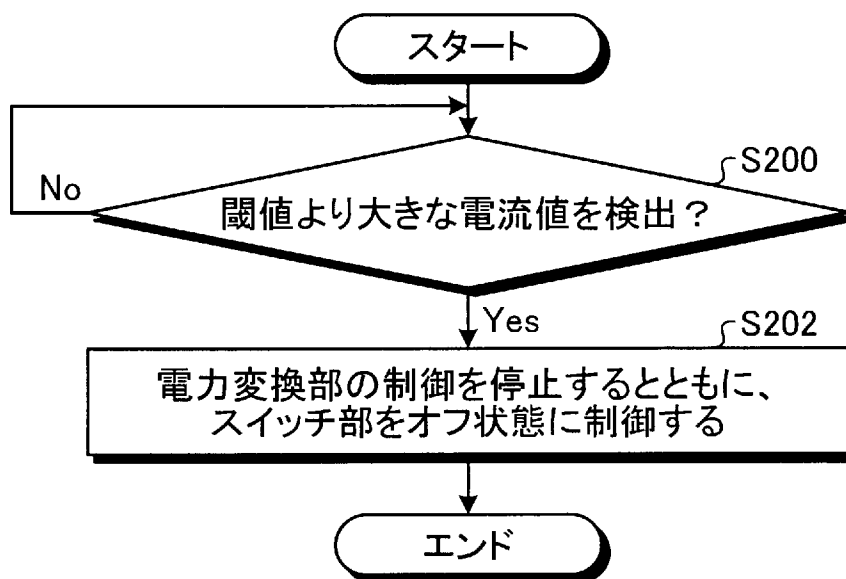 スタート
S200
No
閾値より大きな電流値を検出？
Yes
S202
電力変換部の制御を停止するとともに、
スイッチ部をオフ状態に制御する
エンド